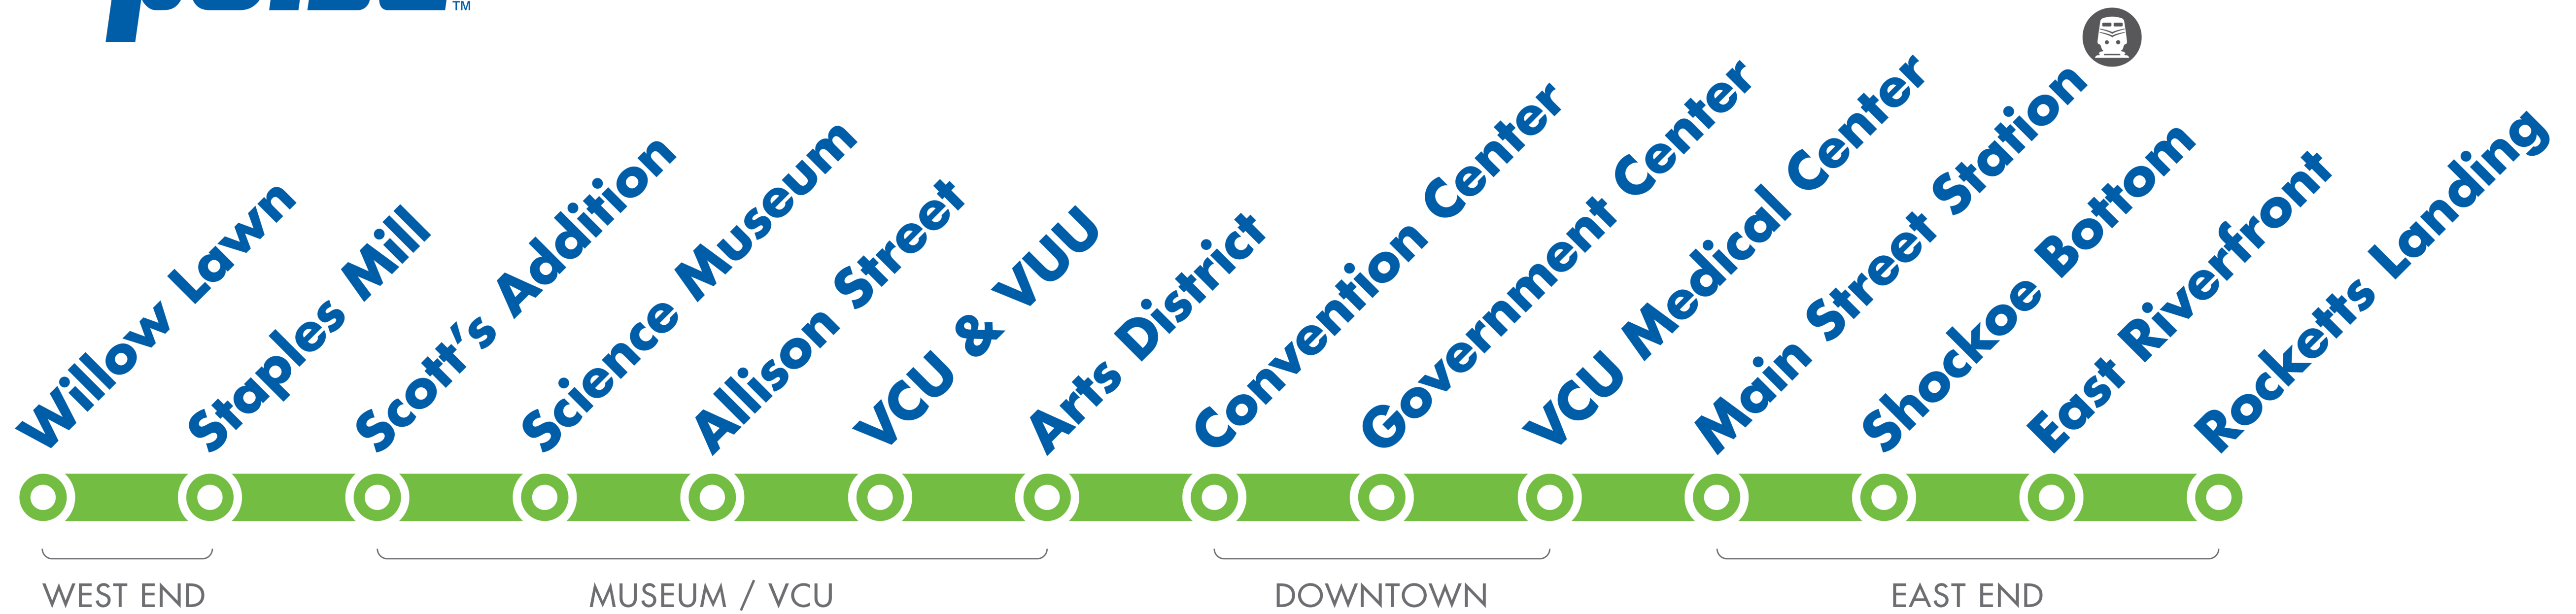 pulse™
Willow Lawn
Staples Mill
Scott's Addition
Science Museum
Allison Street
VCU & VUU
Arts District
Convention Center
Government Center
VCU Medical Center
Main Street Station
Shockoe Bottom
East Riverfront
Rocketts Landing
WEST END
MUSEUM / VCU
DOWNTOWN
EAST END